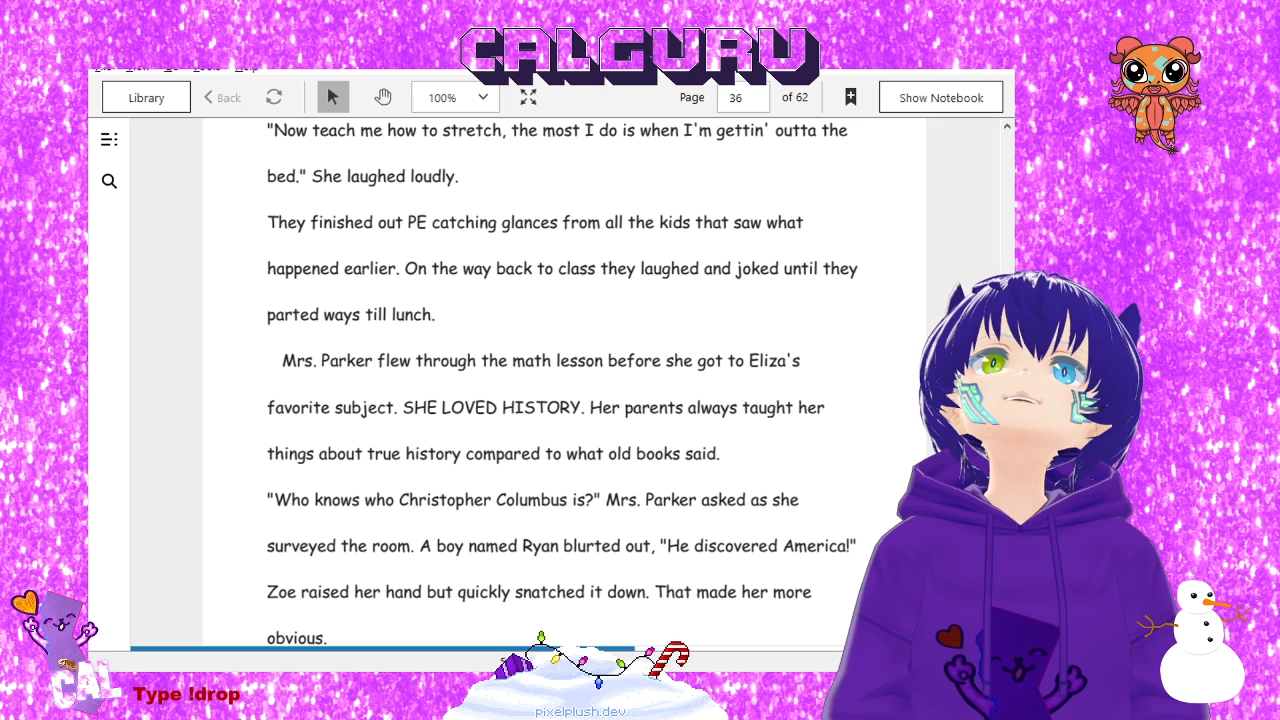 CALGURU
Library
Back
100%
Page 36 of 62
Show Notebook
"Now teach me how to stretch, the most I do is when I'm gettin' outta the
bed." She laughed loudly.
They finished out PE catching glances from all the kids that saw what
happened earlier. On the way back to class they laughed and joked until they
parted ways till lunch.
Mrs. Parker flew through the math lesson before she got to Eliza's
favorite subject. SHE LOVED HISTORY. Her parents always taught her
things about true history compared to what old books said.
"Who knows who Christopher Columbus is?" Mrs. Parker asked as she
surveyed the room. A boy named Ryan blurted out, "He discovered America!"
Zoe raised her hand but quickly snatched it down. That made her more
obvious.
CAL
Type !drop
pixelplush.dev